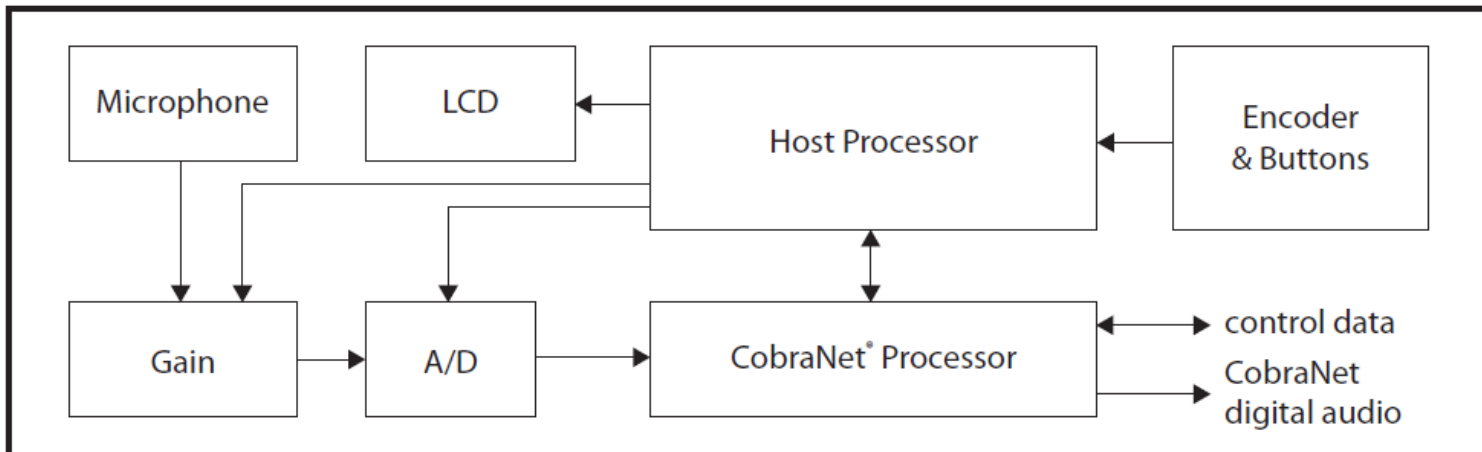 Microphone
LCD
Host Processor
Encoder
& Buttons
Gain
A/D
CobraNet® Processor
control data
CobraNet
digital audio